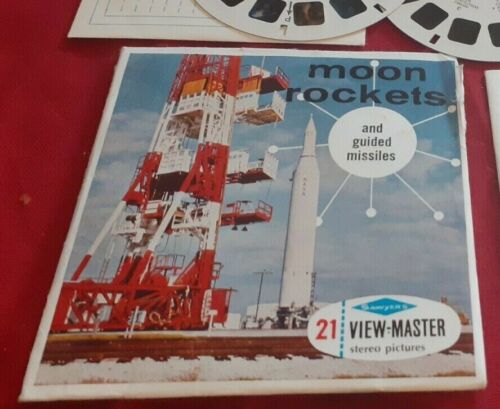 moon
rockets
and
guided
missiles
SAWYER'S
21 VIEW-MASTER
stereo pictures